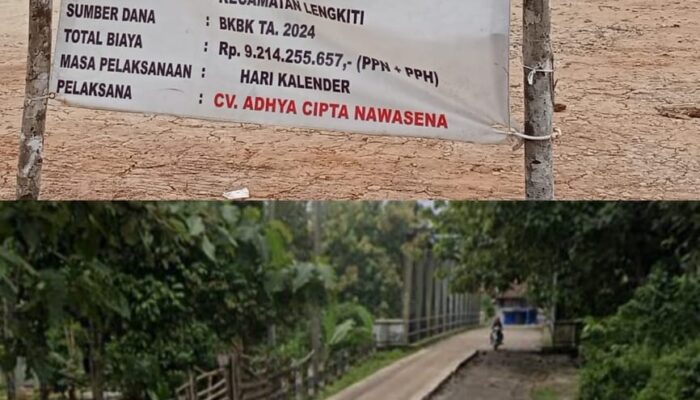 KECAMATAN LENGKITI
SUMBER DANA : BKBK TA. 2024
TOTAL BIAYA : Rp. 9.214.255.657,- (PPN + PPH)
MASA PELAKSANAAN : HARI KALENDER
PELAKSANA : CV. ADHYA CIPTA NAWASENA